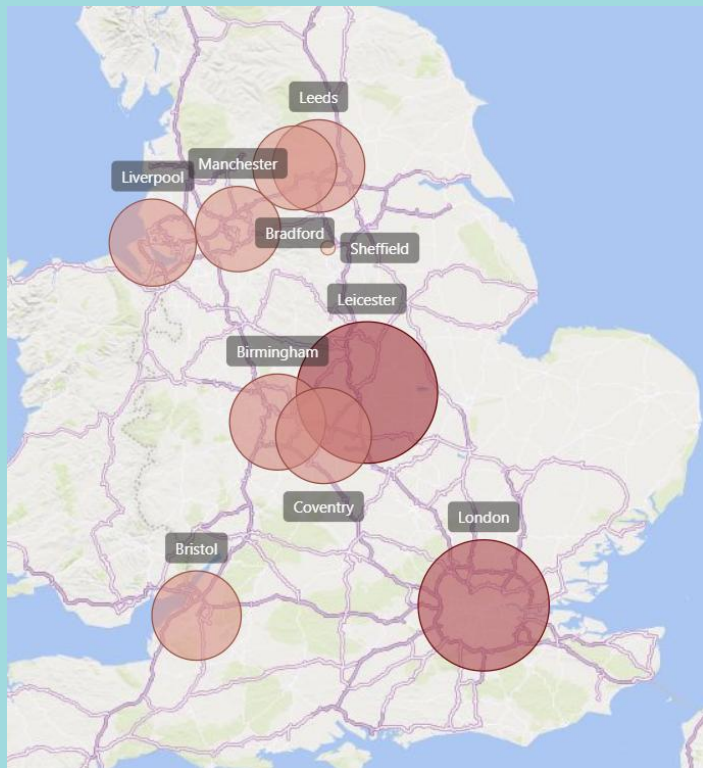 Leeds
Manchester
Liverpool
Bradford
Sheffield
Leicester
Birmingham
Coventry
London
Bristol